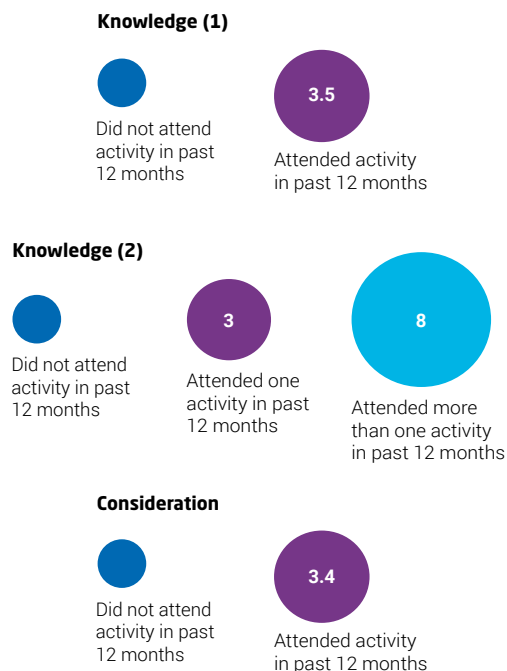 Knowledge (1)
3.5
Did not attend
activity in past
12 months
Attended activity
in past 12 months
Knowledge (2)
3
8
Did not attend
activity in past
12 months
Attended one
activity in past
12 months
Attended more
than one activity
in past 12 months
Consideration
3.4
Did not attend
activity in past
12 months
Attended activity
in past 12 months